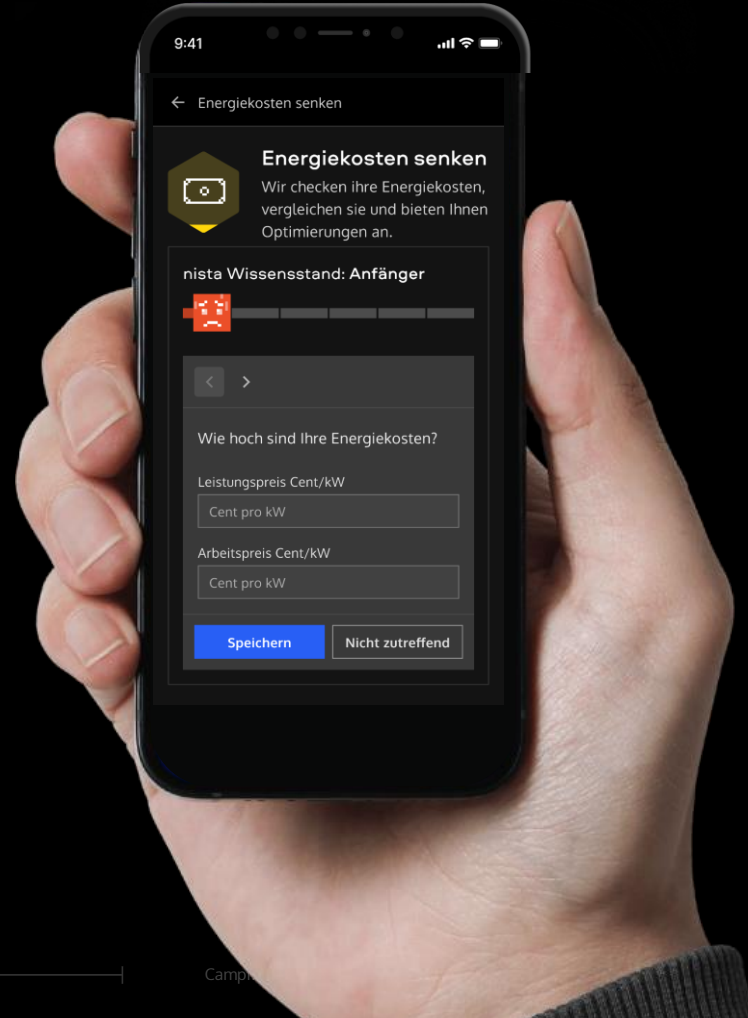 9:41
Energiekosten senken
Energiekosten senken
Wir checken ihre Energiekosten,
vergleichen sie und bieten Ihnen
Optimierungen an.
nista Wissensstand: Anfänger
Wie hoch sind Ihre Energiekosten?
Leistungspreis Cent/kW
Cent pro kW
Arbeitspreis Cent/kW
Cent pro kW
Speichern
Nicht zutreffend